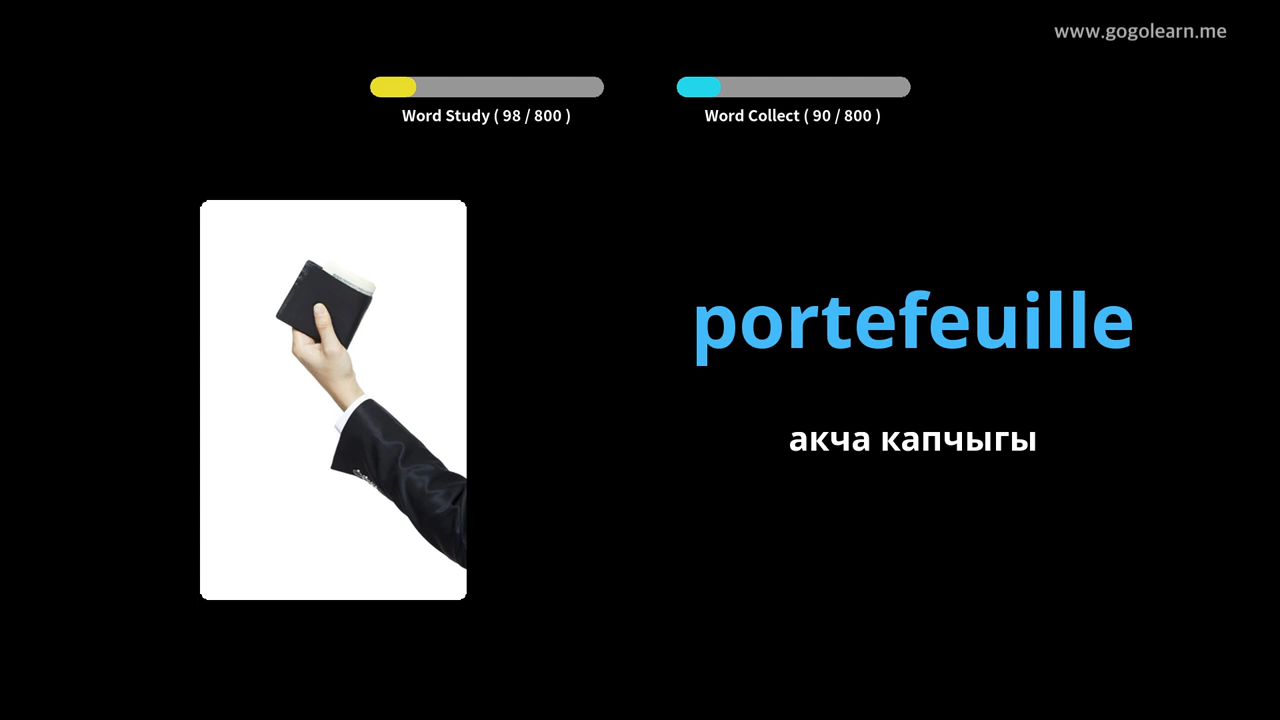 www.gogolearn.me
Word Study ( 98 / 800 )
Word Collect ( 90 / 800 )
portefeuille
акча капчыгы